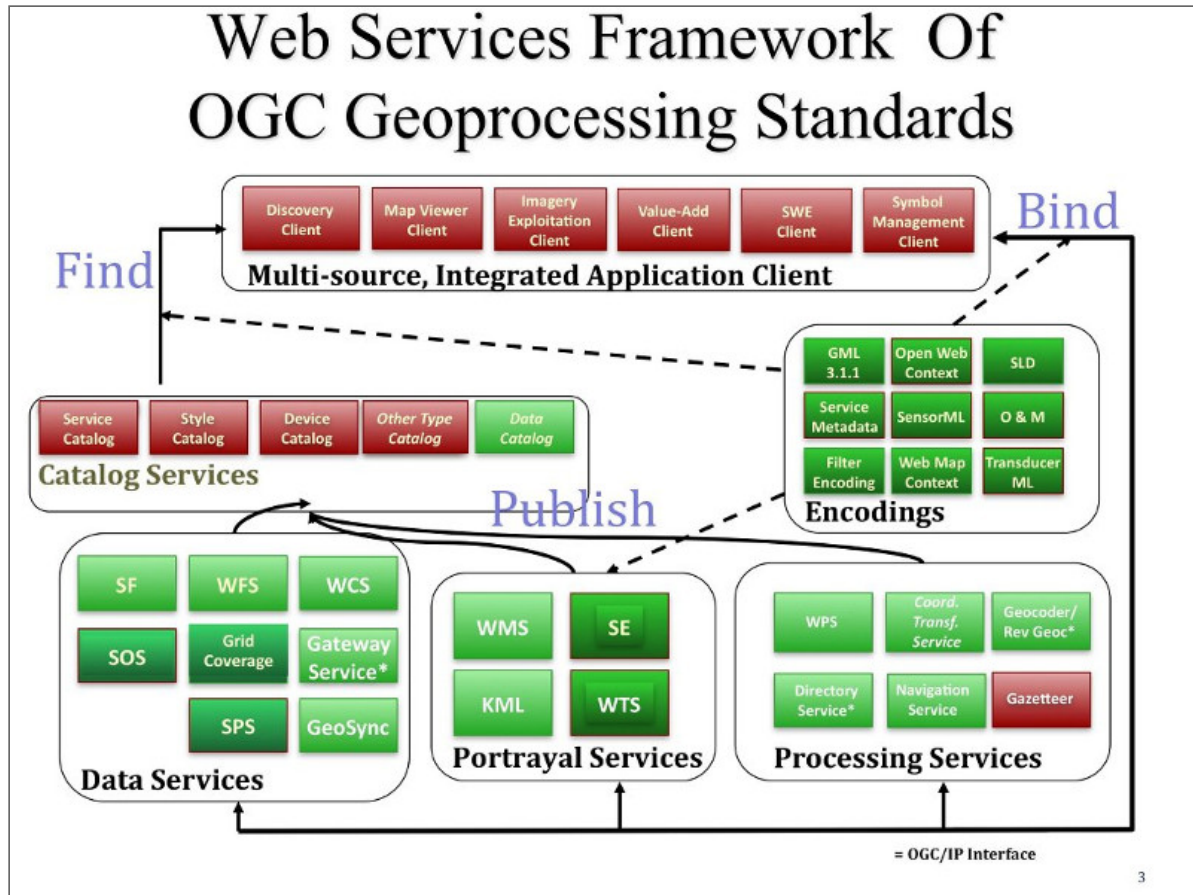 Web Services Framework Of
OGC Geoprocessing Standards
Discovery
Client
Map Viewer
Client
Imagery
Exploitation
Client
Value-Add
Client
SWE
Client
Symbol
Management
Client
Multi-source, Integrated Application Client
Find
Bind
GML
3.1.1
Open Web
Context
SLD
Service
Metadata
SensorML
O & M
Filter
Encoding
Web Map
Context
Transducer
ML
Encodings
Service
Catalog
Style
Catalog
Device
Catalog
Other Type
Catalog
Data
Catalog
Catalog Services
Publish
SF
WFS
WCS
SOS
Grid
Coverage
Gateway
Service*
SPS
GeoSync
Data Services
WMS
SE
KML
WTS
Portrayal Services
WPS
Coord.
Transf.
Service
Geocoder/
Rev Geoc*
Directory
Service*
Navigation
Service
Gazetteer
Processing Services
= OGC/IP Interface
3